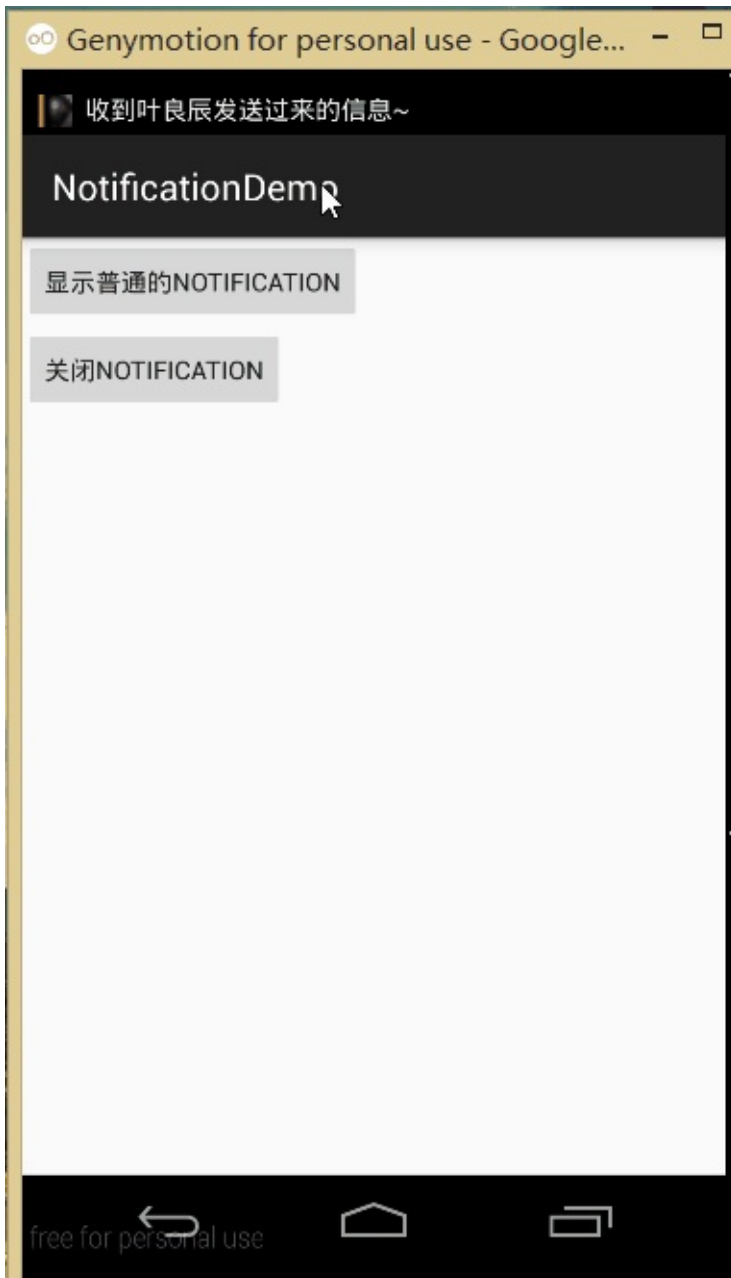 Genymotion for personal use - Google...
收到叶良辰发送过来的信息~
NotificationDemo
显示普通的NOTIFICATION
关闭NOTIFICATION
free for personal use